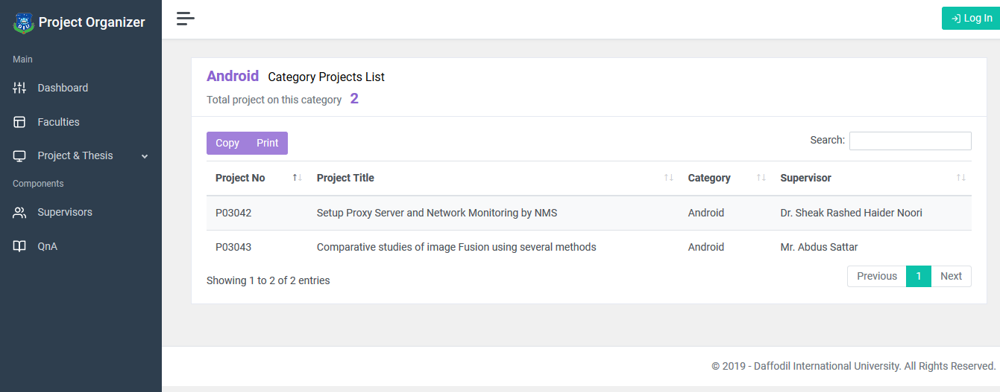 Project Organizer
Log In
Main
Dashboard
Faculties
Project & Thesis
Components
Supervisors
QnA
Android Category Projects List
Total project on this category 2
Copy Print
Search:
Project No Project Title Category Supervisor
P03042 Setup Proxy Server and Network Monitoring by NMS Android Dr. Sheak Rashed Haider Noori
P03043 Comparative studies of image Fusion using several methods Android Mr. Abdus Sattar
Showing 1 to 2 of 2 entries
Previous 1 Next
© 2019 - Daffodil International University. All Rights Reserved.